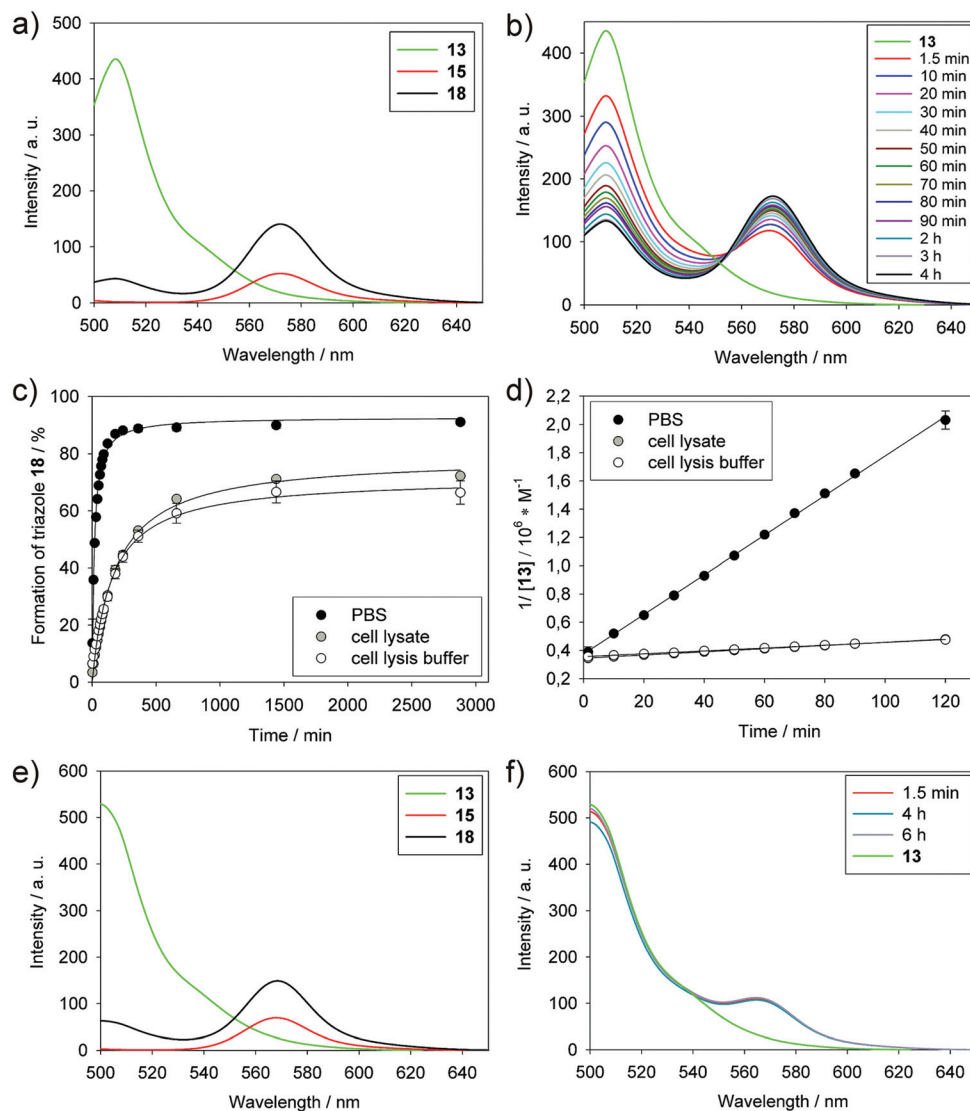 a)
500
400
300
200
100
0
Intensity / a. u.
13
15
18
500 520 540 560 580 600 620 640
Wavelength / nm
b)
400
300
200
100
0
Intensity / a. u.
13
1.5 min
10 min
20 min
30 min
40 min
50 min
60 min
70 min
80 min
90 min
2 h
3 h
4 h
500 520 540 560 580 600 620 640
Wavelength / nm
c)
100
80
60
40
20
0
Formation of triazole 18 / %
PBS
cell lysate
cell lysis buffer
0 500 1000 1500 2000 2500 3000
Time / min
d)
2,2
2,0
1,8
1,6
1,4
1,2
1,0
0,8
0,6
0,4
0,2
1/ [13] / 10⁶ * M⁻¹
PBS
cell lysate
cell lysis buffer
0 20 40 60 80 100 120
Time / min
e)
600
500
400
300
200
100
0
Intensity / a. u.
13
15
18
500 520 540 560 580 600 620 640
Wavelength / nm
f)
600
500
400
300
200
100
0
Intensity / a. u.
1.5 min
4 h
6 h
13
500 520 540 560 580 600 620 640
Wavelength / nm